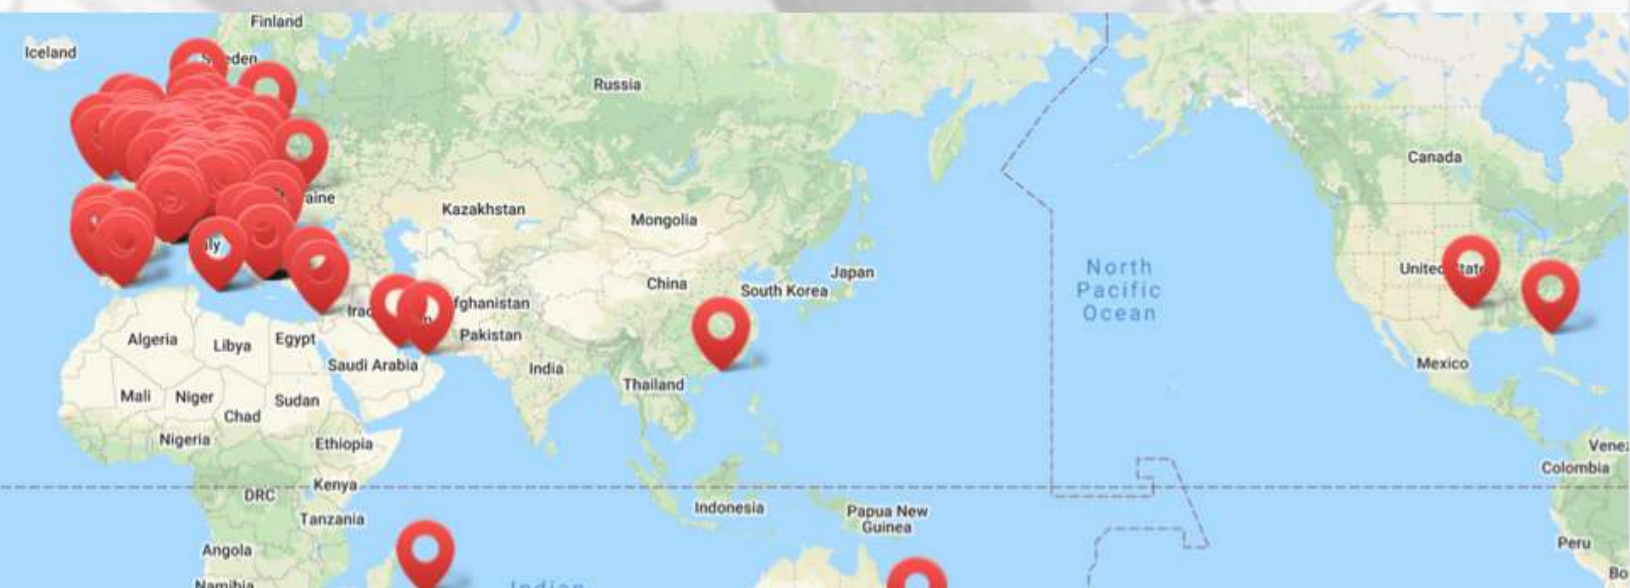 Finland
Iceland
Russia
Canada
Kazakhstan
Mongolia
North
Pacific
Ocean
Japan
China
South Korea
Pakistan
Algeria
Libya
Egypt
India
Saudi Arabia
Mexico
Thailand
Mali
Niger
Sudan
Chad
Nigeria
Ethiopia
Colombia
Kenya
DRC
Indonesia
Papua New
Guinea
Tanzania
Peru
Angola